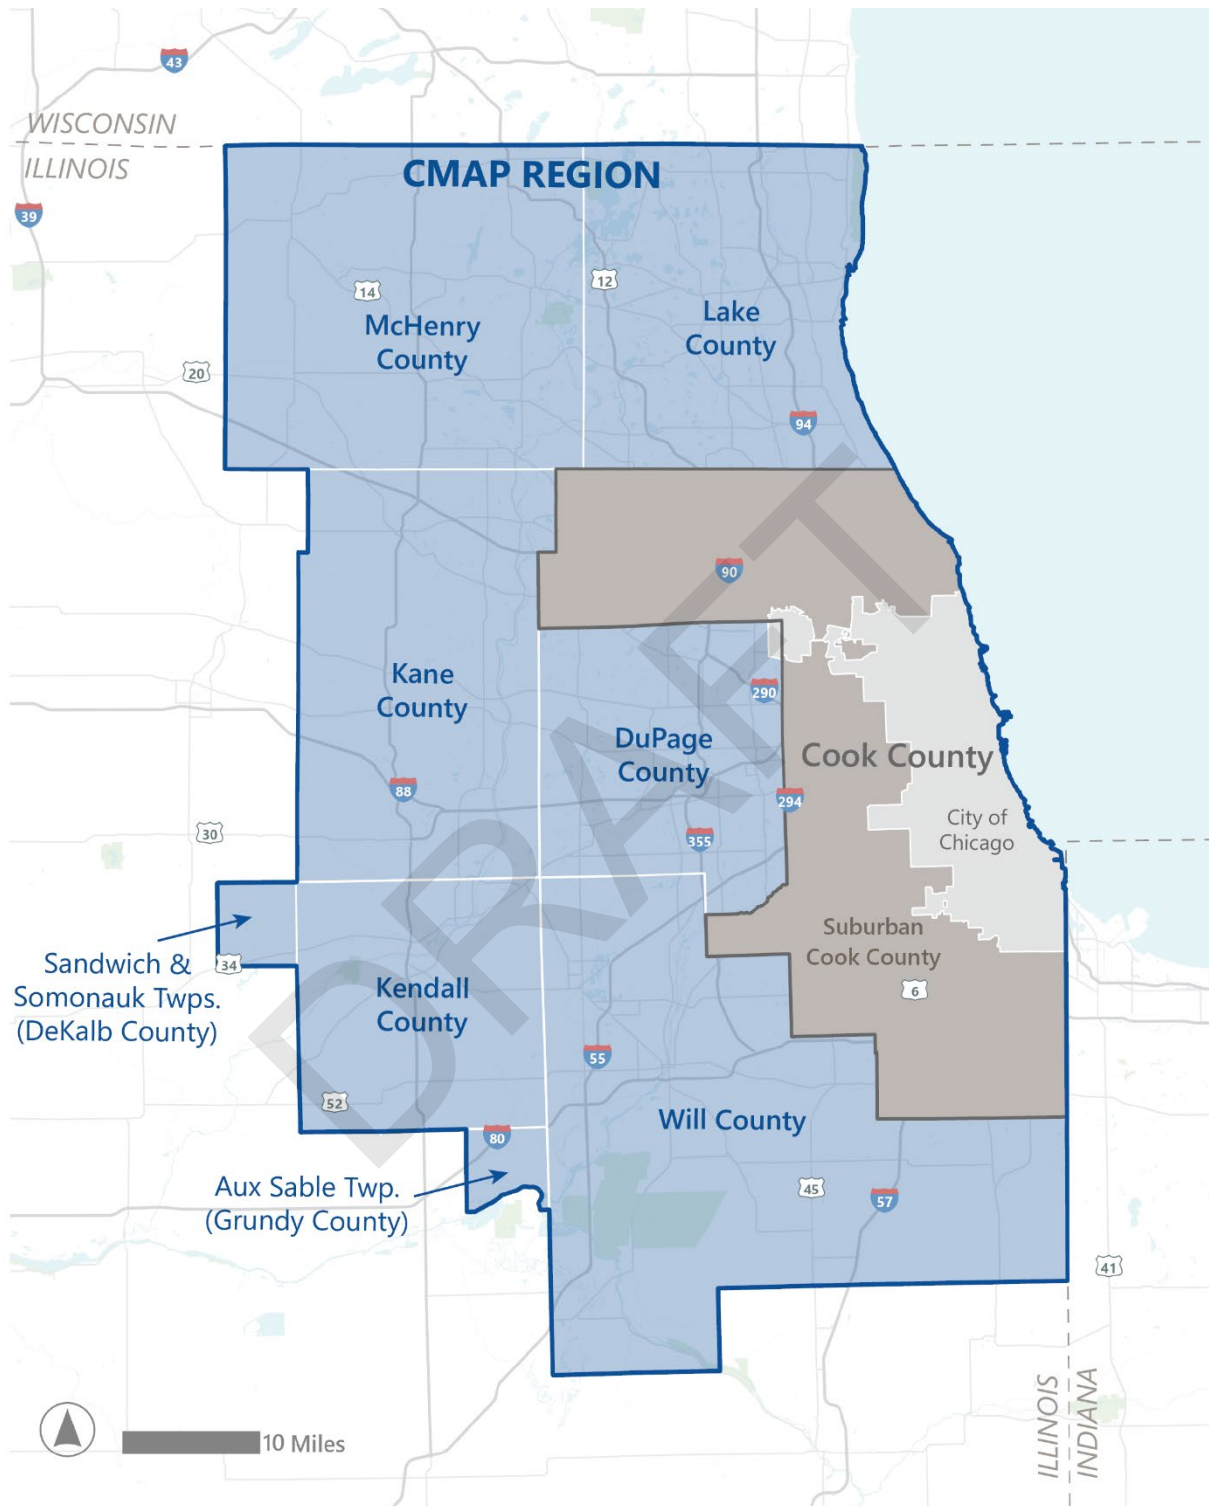 43
WISCONSIN
ILLINOIS
CMAP REGION
39
14
12
McHenry
County
Lake
County
20
94
90
Kane
County
290
DuPage
County
Cook County
88
294
City of
Chicago
30
355
Suburban
Cook County
Sandwich &
Somonauk Twps.
(DeKalb County)
34
Kendall
County
6
55
52
Will County
80
Aux Sable Twp.
(Grundy County)
45
57
41
10 Miles
ILLINOIS
INDIANA
DRAFT